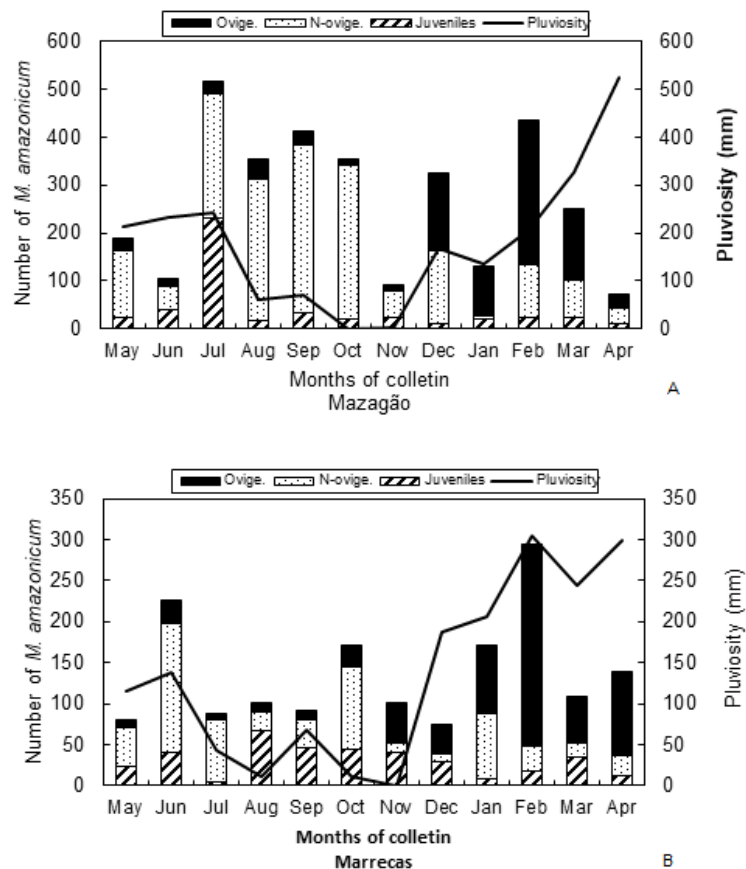 Ovige. N-ovige. Juveniles Pluviosity
600 600
500 500
400 400
300 300
200 200
100 100
0 0
Number of M. amazonicum
Pluviosity (mm)
May Jun Jul Aug Sep Oct Nov Dec Jan Feb Mar Apr
Months of colletin
Mazagão
A
Ovige. N-ovige. Juveniles Pluviosity
350 350
300 300
250 250
200 200
150 150
100 100
50 50
0 0
Number of M. amazonicum
Pluviosity (mm)
May Jun Jul Aug Sep Oct Nov Dec Jan Feb Mar Apr
Months of colletin
Marrecas
B